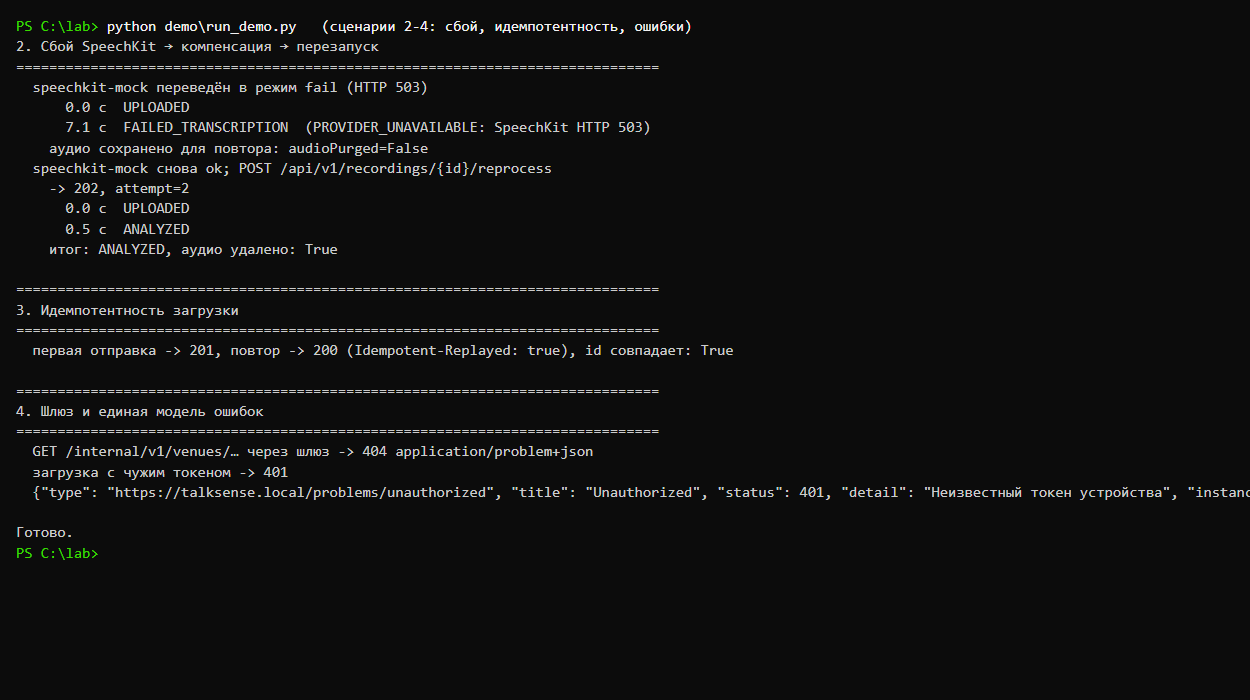 PS C:\lab> python demo\run_demo.py   (сценарии 2-4: сбой, идемпотентность, ошибки)
2. Сбой SpeechKit → компенсация → перезапуск
==============================================================================
  speechkit-mock переведён в режим fail (HTTP 503)
      0.0 с  UPLOADED
      7.1 с  FAILED_TRANSCRIPTION  (PROVIDER_UNAVAILABLE: SpeechKit HTTP 503)
    аудио сохранено для повтора: audioPurged=False
  speechkit-mock снова ok; POST /api/v1/recordings/{id}/reprocess
    -> 202, attempt=2
      0.0 с  UPLOADED
      0.5 с  ANALYZED
    итог: ANALYZED, аудио удалено: True
==============================================================================
3. Идемпотентность загрузки
==============================================================================
  первая отправка -> 201, повтор -> 200 (Idempotent-Replayed: true), id совпадает: True
==============================================================================
4. Шлюз и единая модель ошибок
==============================================================================
  GET /internal/v1/venues/… через шлюз -> 404 application/problem+json
  загрузка с чужим токеном -> 401
  {"type": "https://talksense.local/problems/unauthorized", "title": "Unauthorized", "status": 401, "detail": "Неизвестный токен устройства", "instanc
Готово.
PS C:\lab>